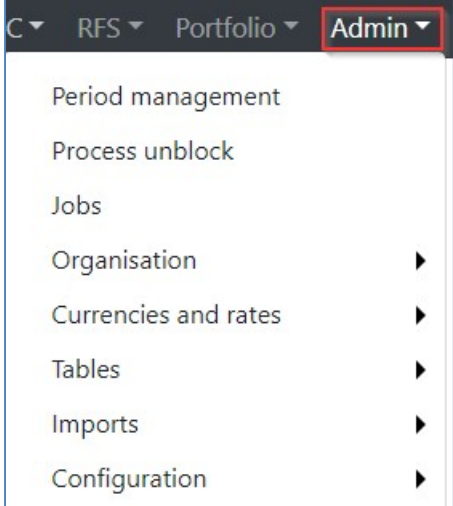 C RFS Portfolio Admin
Period management
Process unblock
Jobs
Organisation
Currencies and rates
Tables
Imports
Configuration